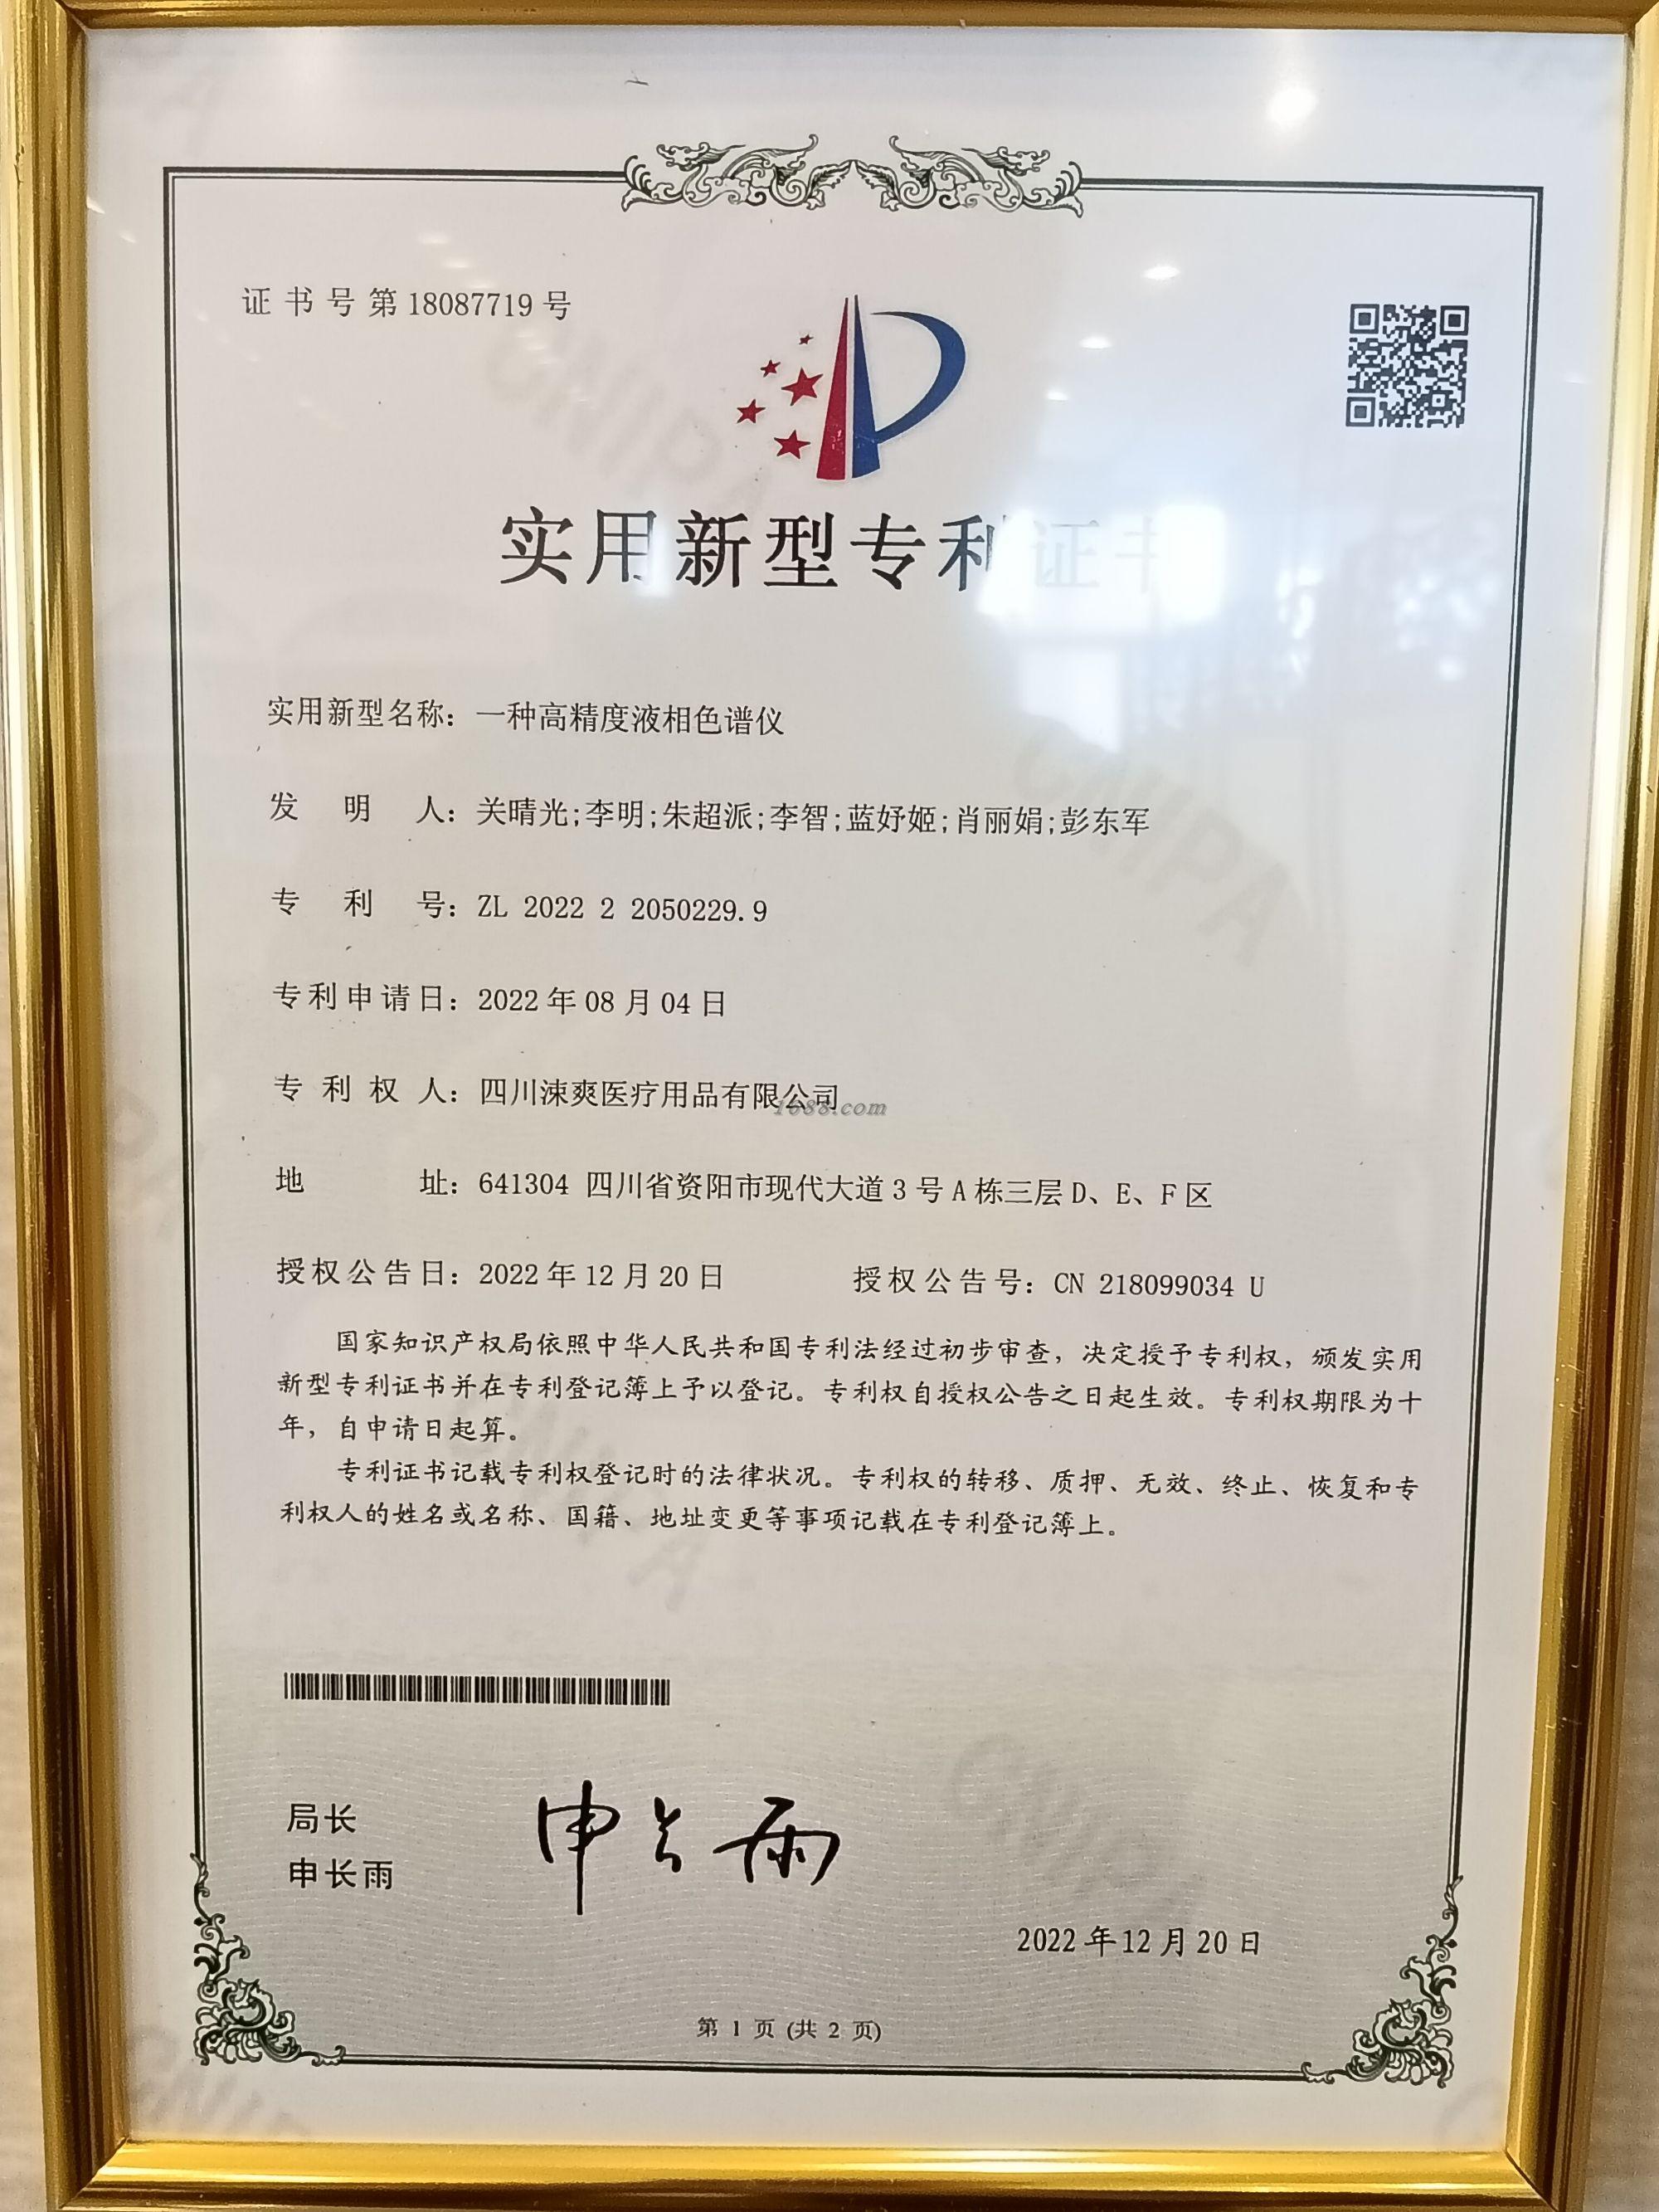 证书号第18087719号
实用新型专利证书
实用新型名称：一种高精度液相色谱仪
发明人：关晴光;李明;朱超派;李智;蓝妤姬;肖丽娟;彭东军
专利号：ZL 2022 2 2050229.9
专利申请日：2022年08月04日
专利权人：四川涑爽医疗用品有限公司
1688.com
地址：641304 四川省资阳市现代大道3号A栋三层D、E、F区
授权公告日：2022年12月20日 授权公告号：CN 218099034 U
国家知识产权局依照中华人民共和国专利法经过初步审查，决定授予专利权，颁发实用
新型专利证书并在专利登记簿上予以登记。专利权自授权公告之日起生效。专利权期限为十
年，自申请日起算。
专利证书记载专利权登记时的法律状况。专利权的转移、质押、无效、终止、恢复和专
利权人的姓名或名称、国籍、地址变更等事项记载在专利登记簿上。
局长
申长雨
申长雨
2022年12月20日
第 1 页 (共 2 页)
CNIPA
CNIPA
CNIPA
CNIPA